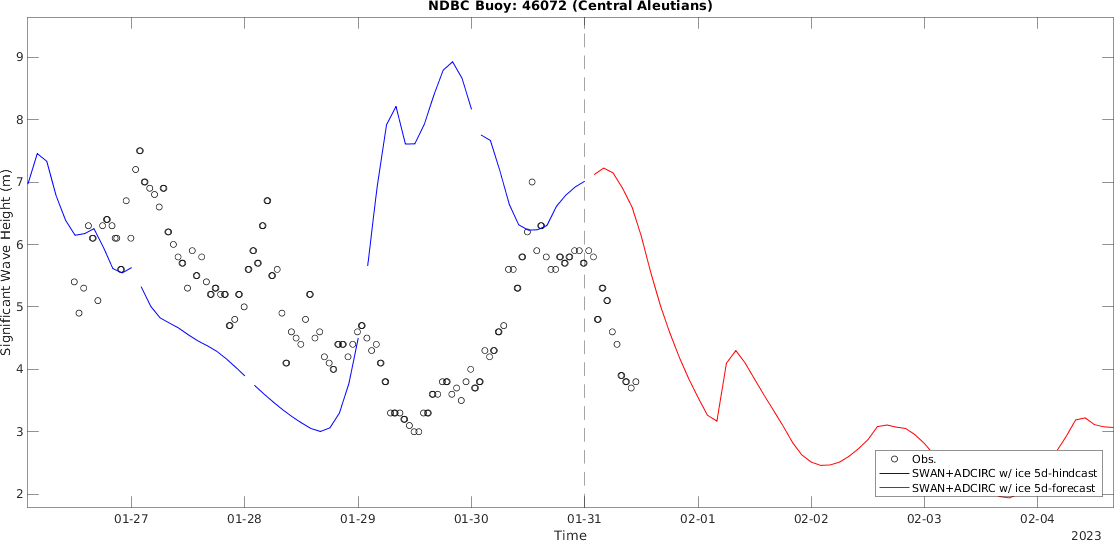 NDBC Buoy: 46072 (Central Aleutians)
9
8
7
6
5
4
3
2
Significant Wave Height (m)
Obs.
SWAN+ADCIRC w/ ice 5d-hindcast
SWAN+ADCIRC w/ ice 5d-forecast
01-27 01-28 01-29 01-30 01-31 02-01 02-02 02-03 02-04
Time
2023